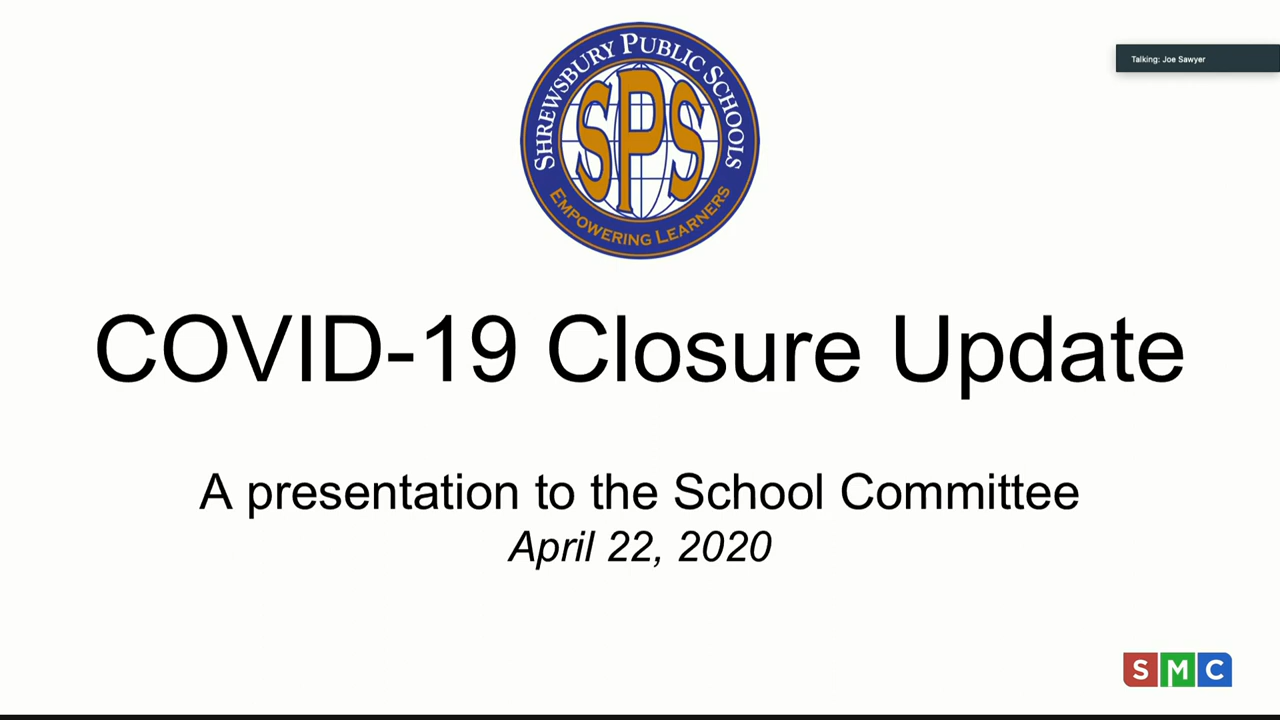 SHREWSBURY PUBLIC SCHOOLS
SPS
EMPOWERING LEARNERS
Talking: Joe Sawyer
COVID-19 Closure Update
A presentation to the School Committee
April 22, 2020
SMC